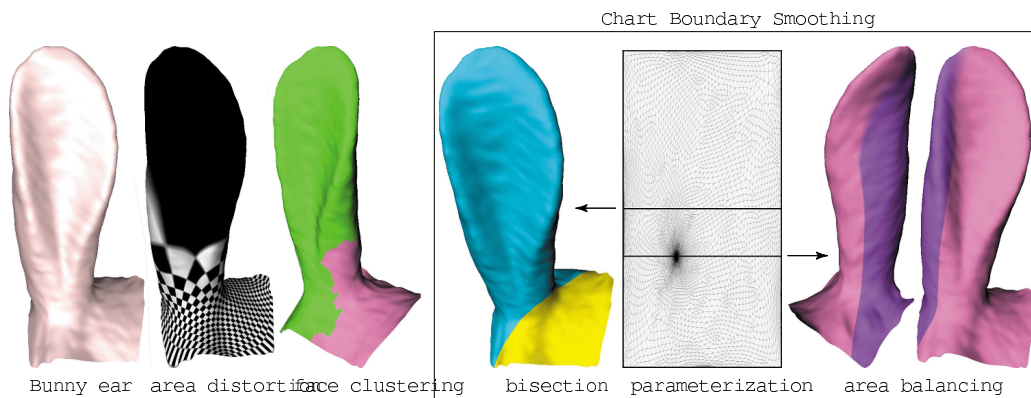 Chart Boundary Smoothing
Bunny ear
area distortion
face clustering
bisection
parameterization
area balancing